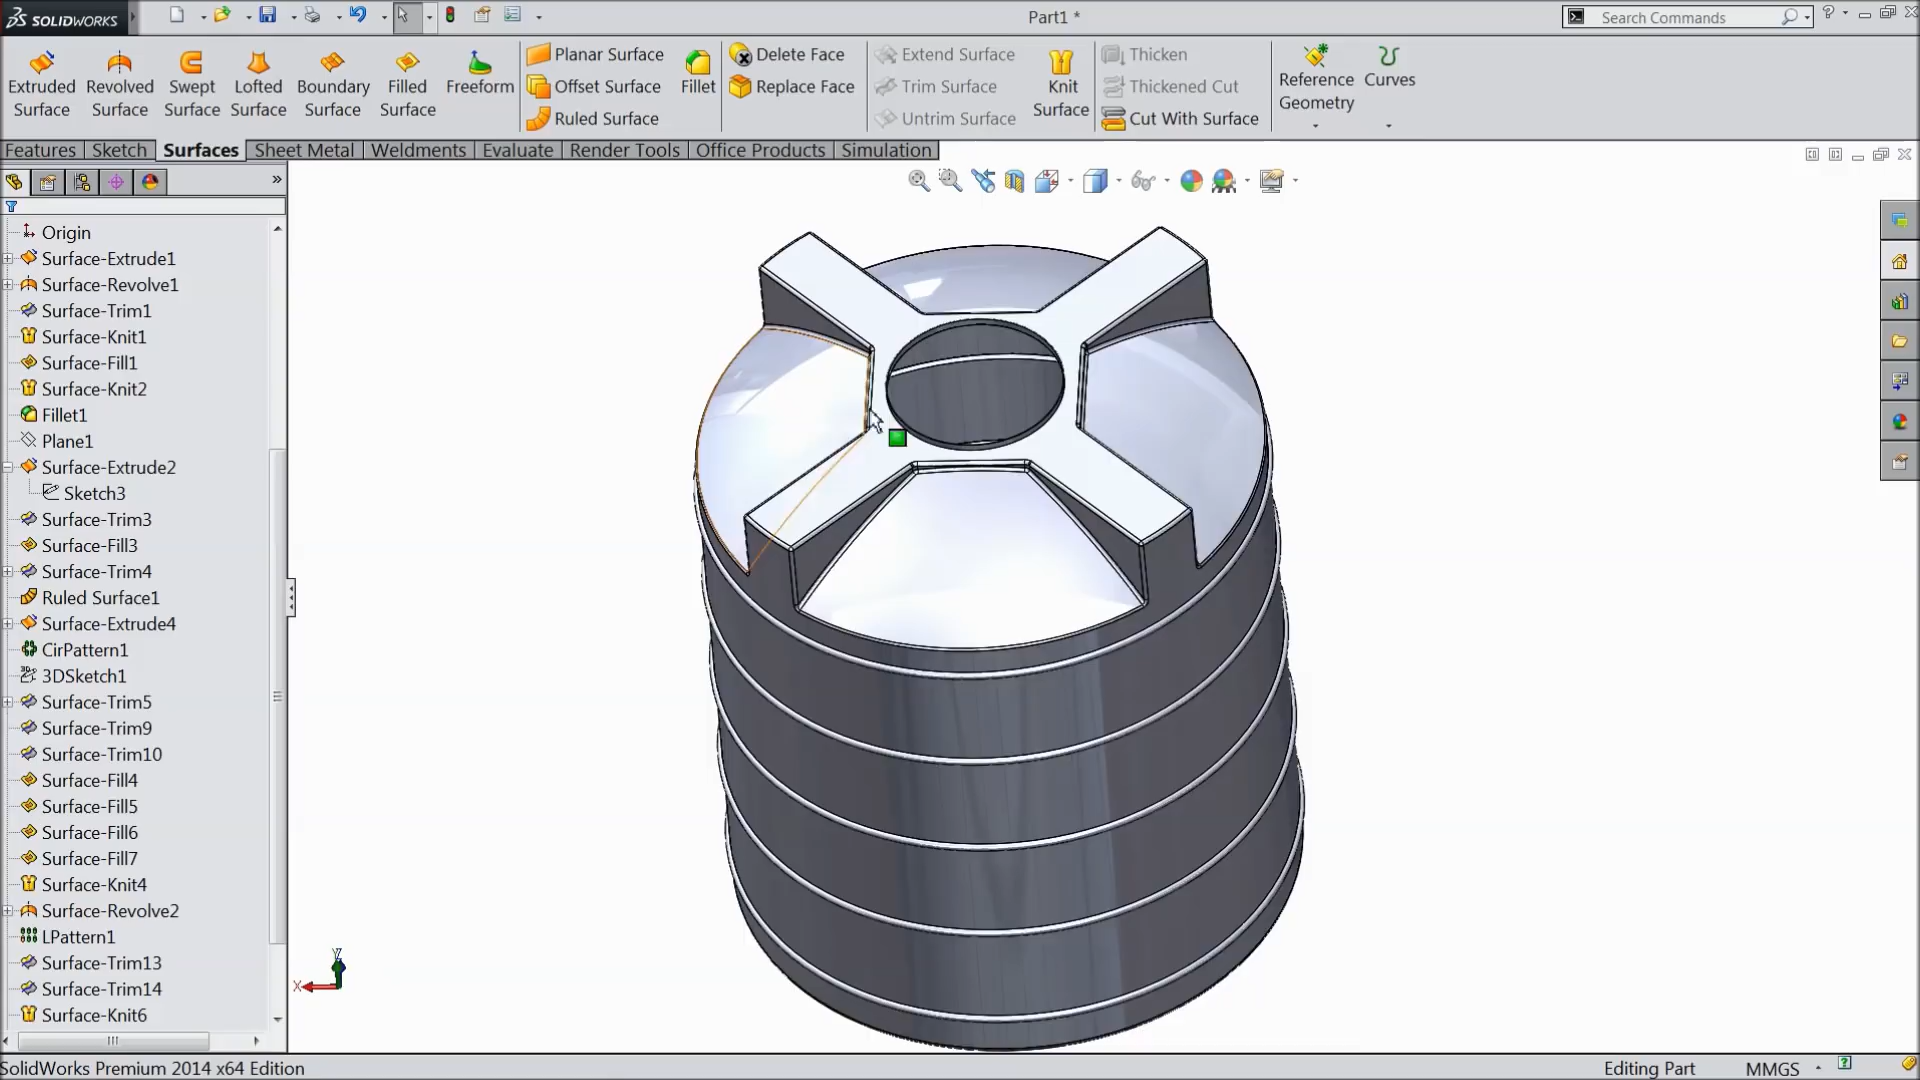 SOLIDWORKS
Part1 *
Search Commands
Extruded Surface
Revolved Surface
Swept Surface
Lofted Surface
Boundary Surface
Filled Surface
Freeform
Planar Surface
Offset Surface
Ruled Surface
Fillet
Delete Face
Replace Face
Extend Surface
Trim Surface
Untrim Surface
Knit Surface
Thicken
Thickened Cut
Cut With Surface
Reference Geometry
Curves
Features
Sketch
Surfaces
Sheet Metal
Weldments
Evaluate
Render Tools
Office Products
Simulation
Origin
Surface-Extrude1
Surface-Revolve1
Surface-Trim1
Surface-Knit1
Surface-Fill1
Surface-Knit2
Fillet1
Plane1
Surface-Extrude2
Sketch3
Surface-Trim3
Surface-Fill3
Surface-Trim4
Ruled Surface1
Surface-Extrude4
CirPattern1
3DSketch1
Surface-Trim5
Surface-Trim9
Surface-Trim10
Surface-Fill4
Surface-Fill5
Surface-Fill6
Surface-Fill7
Surface-Knit4
Surface-Revolve2
LPattern1
Surface-Trim13
Surface-Trim14
Surface-Knit6
Y
X
SolidWorks Premium 2014 x64 Edition
Editing Part
MMGS